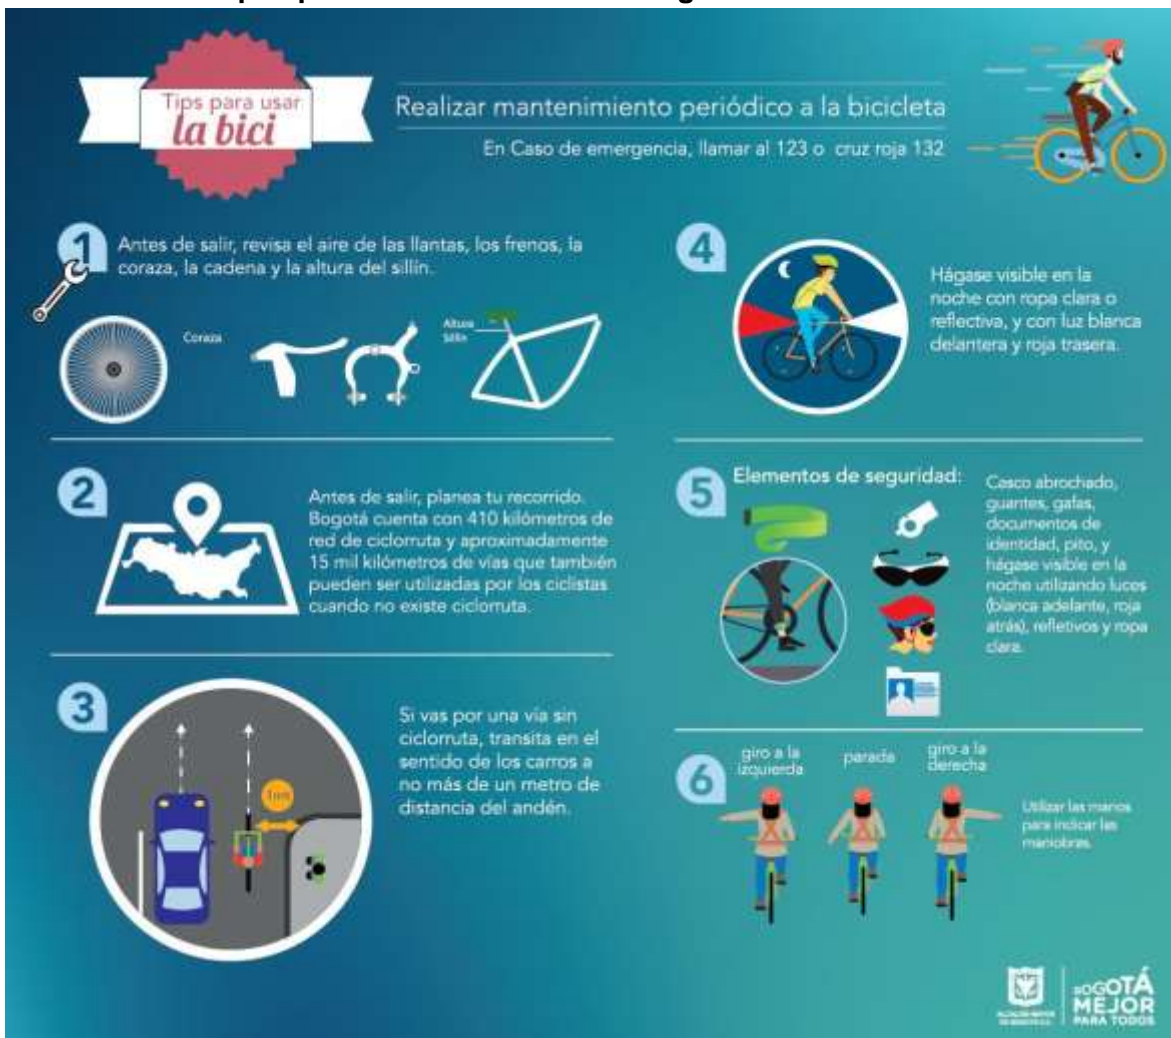 Tips para usar
la bici
Realizar mantenimiento periódico a la bicicleta
En Caso de emergencia, llamar al 123 o cruz roja 132
1
Antes de salir, revisa el aire de las llantas, los frenos, la
coraza, la cadena y la altura del sillín.
Coraza
Altura
Sillín
2
Antes de salir, planea tu recorrido.
Bogotá cuenta con 410 kilómetros de
red de ciclorruta y aproximadamente
15 mil kilómetros de vías que también
pueden ser utilizadas por los ciclistas
cuando no existe ciclorruta.
3
1m
Si vas por una vía sin
ciclorruta, transita en el
sentido de los carros a
no más de un metro de
distancia del andén.
4
Hágase visible en la
noche con ropa clara o
reflectiva, y con luz blanca
delantera y roja trasera.
5
Elementos de seguridad:
Casco abrochado,
guantes, gafas,
documentos de
identidad, pito, y
hágase visible en la
noche utilizando luces
(blanca adelante, roja
atrás), refletivos y ropa
clara.
6
giro a la
izquierda
parada
giro a la
derecha
Utilizar las manos
para indicar las
maniobras.
ALCALDÍA MAYOR
DE BOGOTÁ D.C.
BOGOTÁ
MEJOR
PARA TODOS